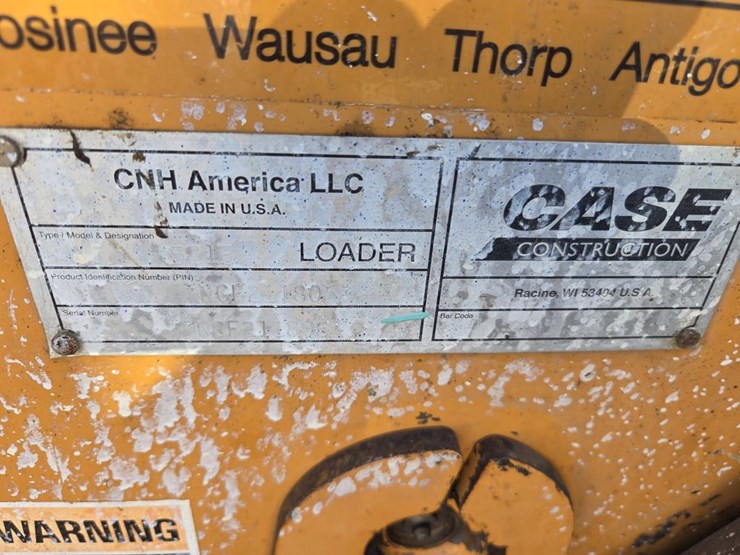 osinee Wausau Thorp Antigo
CNH America LLC
MADE IN U.S.A.
Type / Model & Designation
LOADER
Product Identification Number (PIN)
Serial Number
CASE
CONSTRUCTION
Racine, WI 53404 U.S.A.
Bar Code
WARNING